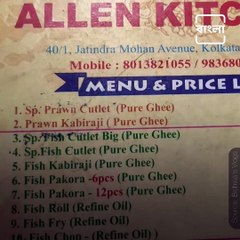 বাংলা
ALLEN KITC
40/1, Jatindra Mohan Avenue, Kolkata
Mobile : 8013821055 / 98368
MENU & PRICE L
1. Sp. Prawn Cutlet (Pure Ghee)
2. Prawn Kabiraji ( Pure Ghee)
3. Sp.Fish Cutlet Big (Pure Ghee)
4. Sp.Fish Cutlet (Pure Ghee)
5. Fish Kabiraji (Pure Ghee)
6. Fish Pakora -6pcs (Pure Ghee)
7. Fish Pakora - 12pcs (Pure Ghee)
8. Fish Roll (Refine Oil)
9. Fish Fry (Refine Oil)
10. Fish Chop - (Refine Oil)